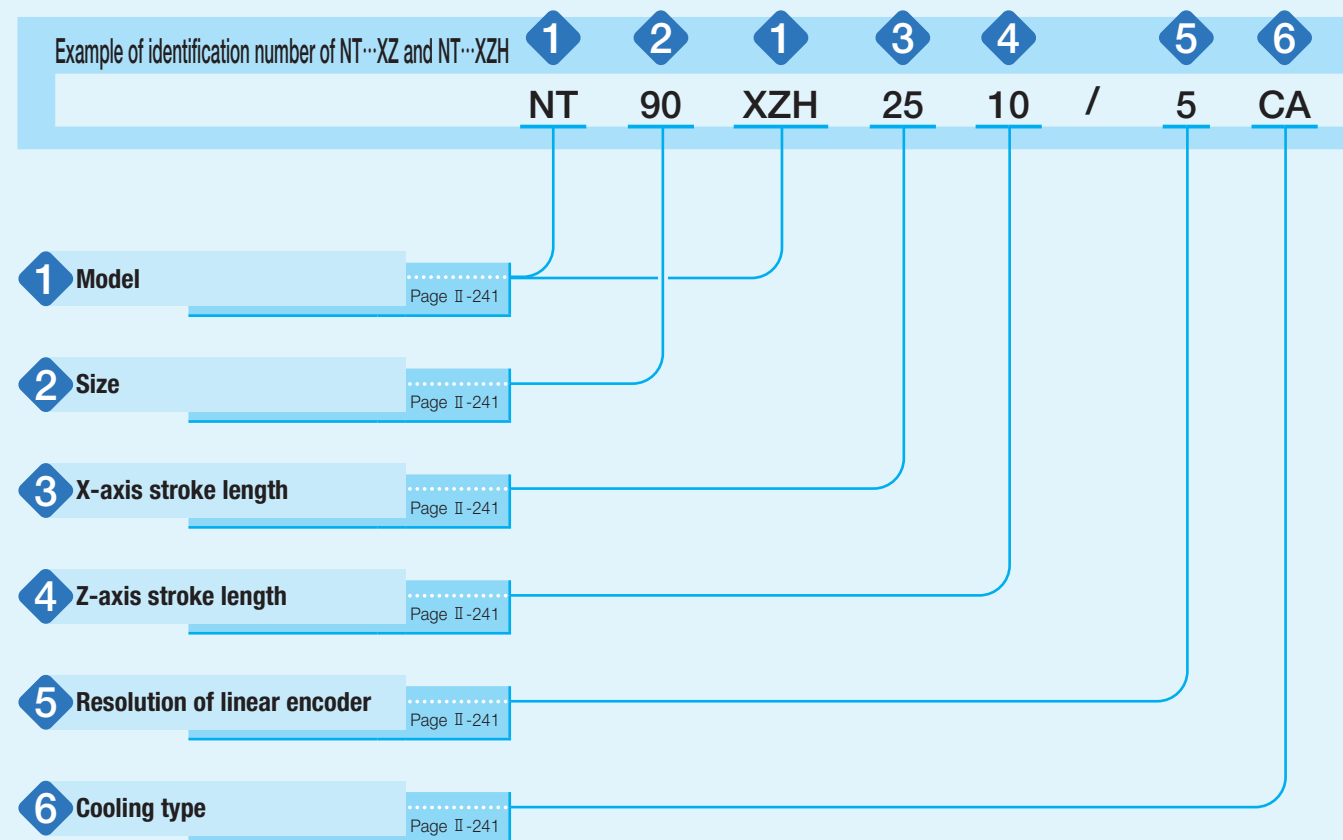 Example of identification number of NT…XZ and NT…XZH
1 2 1 3 4 5 6
NT 90 XZH 25 10 / 5 CA
1 Model
Page Ⅱ-241
2 Size
Page Ⅱ-241
3 X-axis stroke length
Page Ⅱ-241
4 Z-axis stroke length
Page Ⅱ-241
5 Resolution of linear encoder
Page Ⅱ-241
6 Cooling type
Page Ⅱ-241